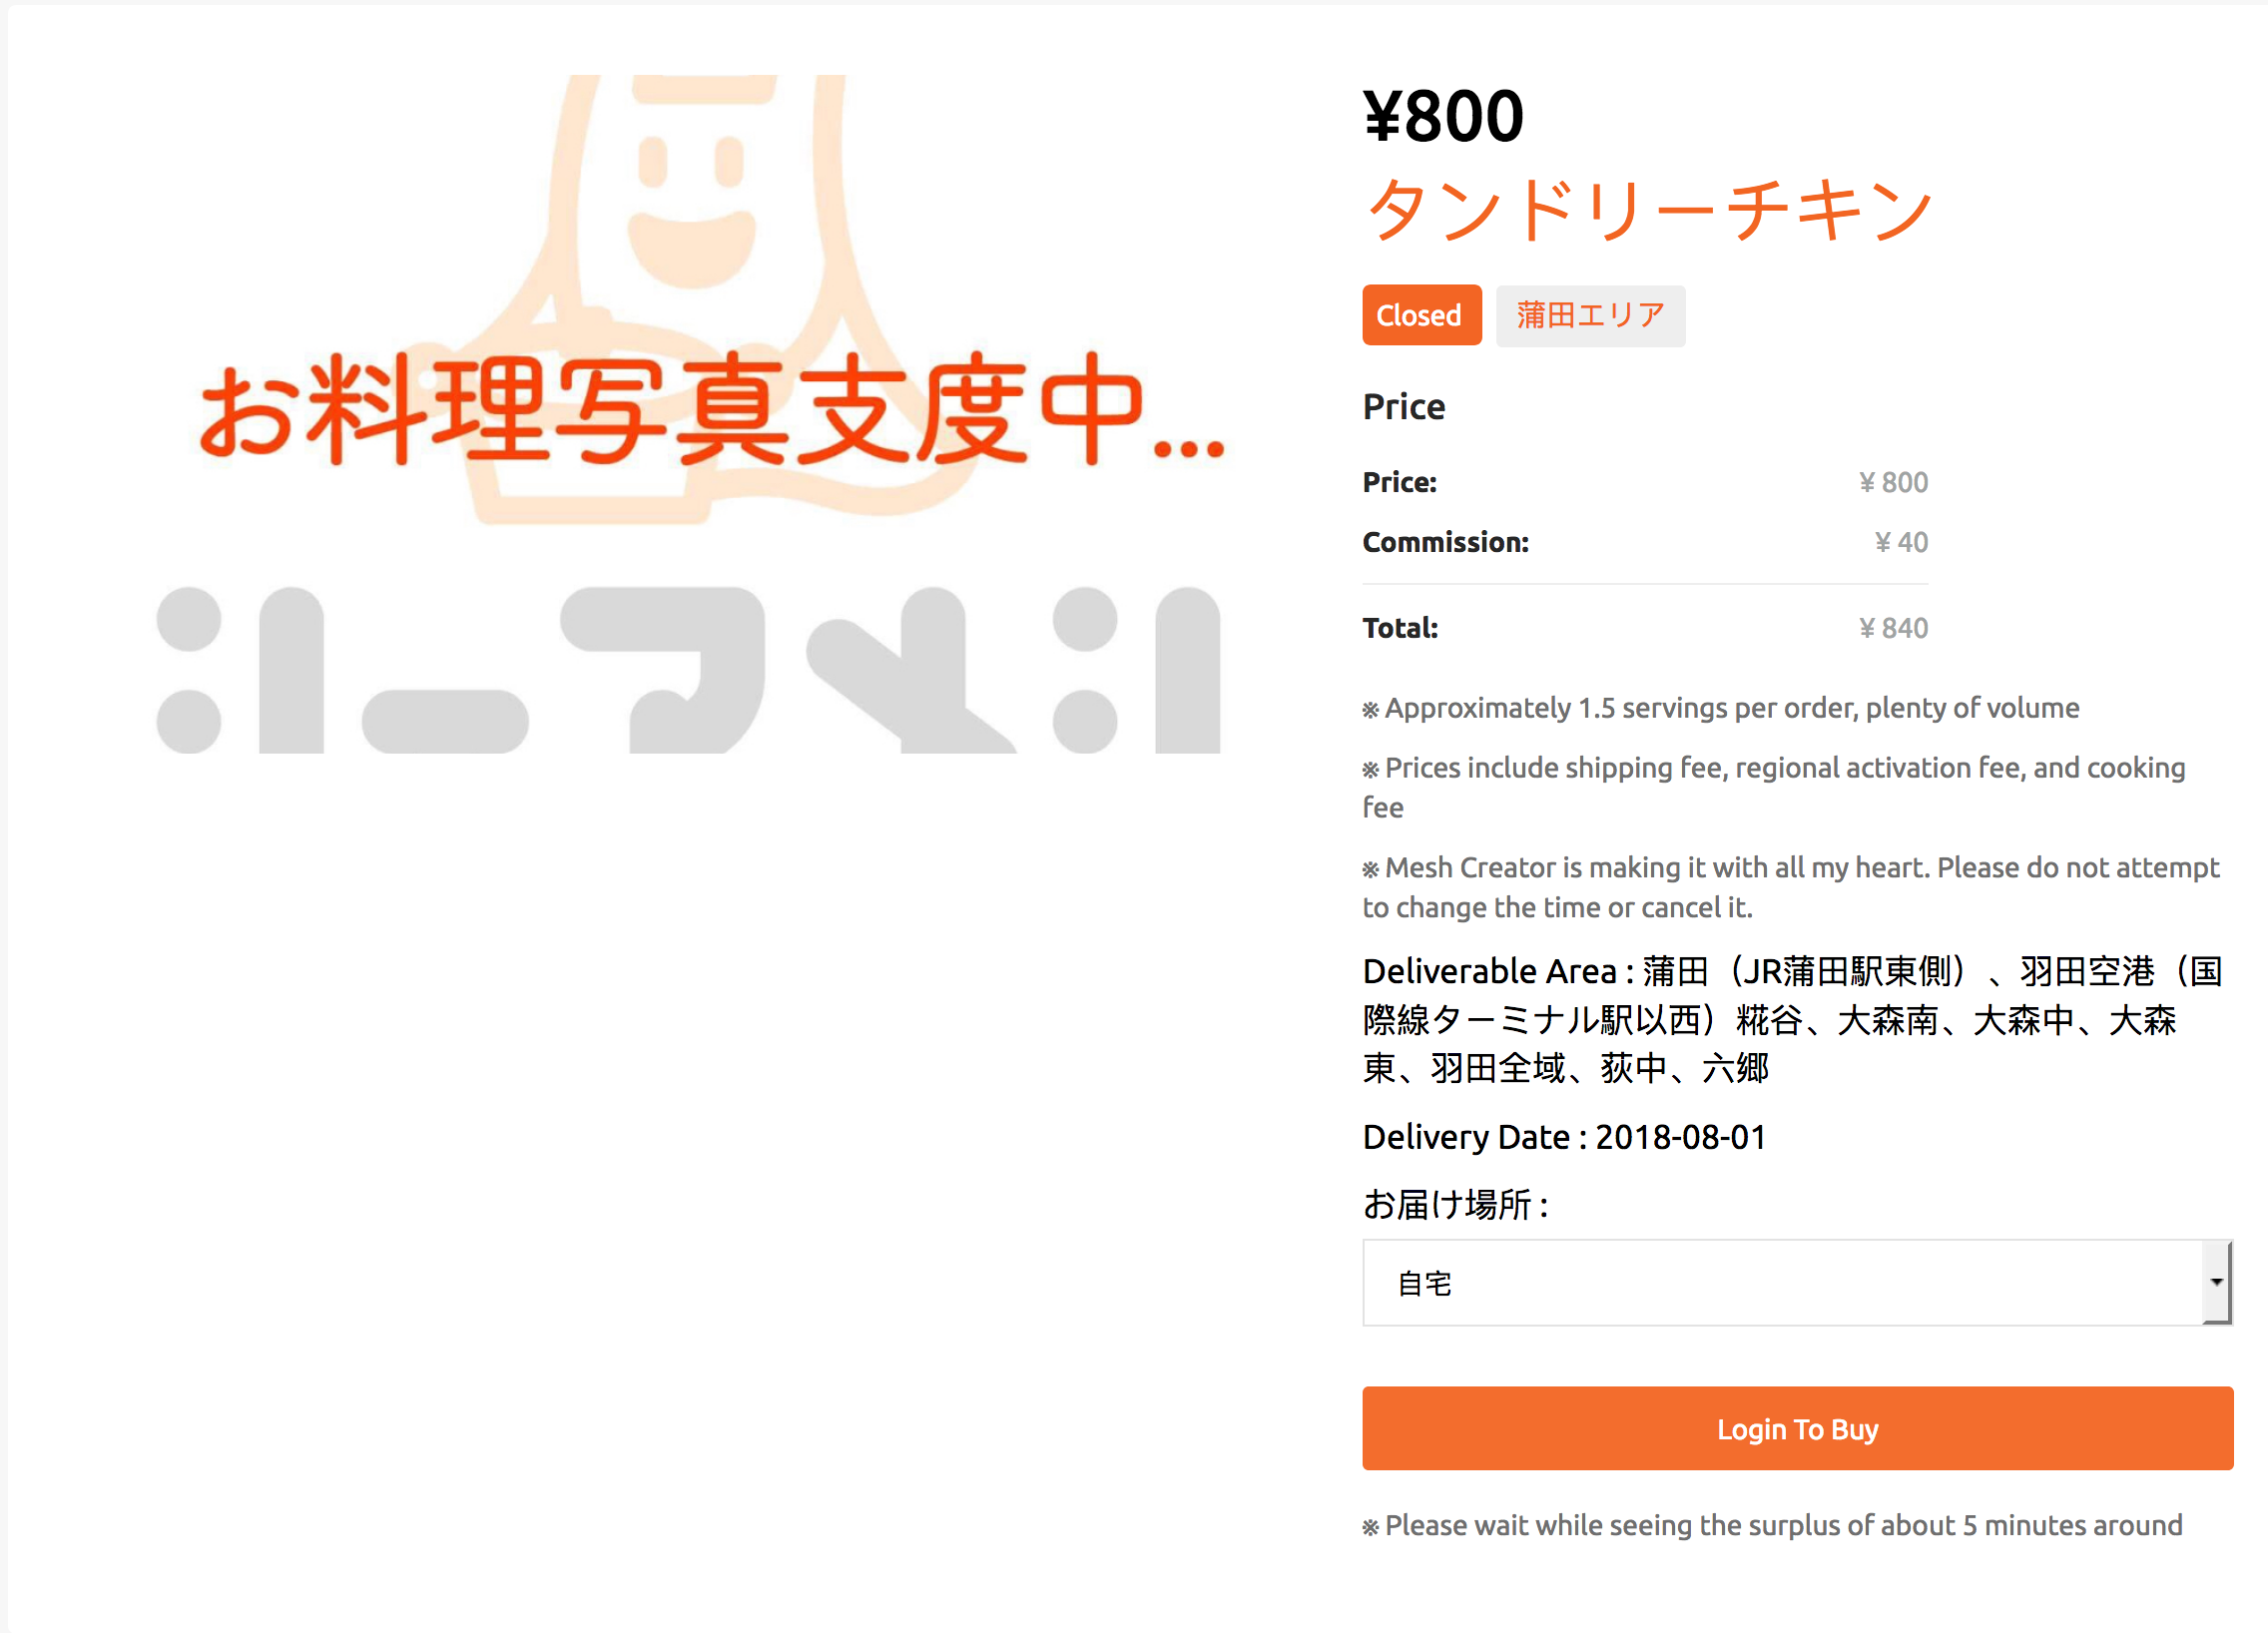 お料理写真支度中...
¥800
タンドリーチキン
Closed
蒲田エリア
Price
Price:
¥ 800
Commission:
¥ 40
Total:
¥ 840
※ Approximately 1.5 servings per order, plenty of volume
※ Prices include shipping fee, regional activation fee, and cooking
fee
※ Mesh Creator is making it with all my heart. Please do not attempt
to change the time or cancel it.
Deliverable Area : 蒲田（JR蒲田駅東側）、羽田空港（国
際線ターミナル駅以西）糀谷、大森南、大森中、大森
東、羽田全域、荻中、六郷
Delivery Date : 2018-08-01
お届け場所 :
自宅
Login To Buy
※ Please wait while seeing the surplus of about 5 minutes around